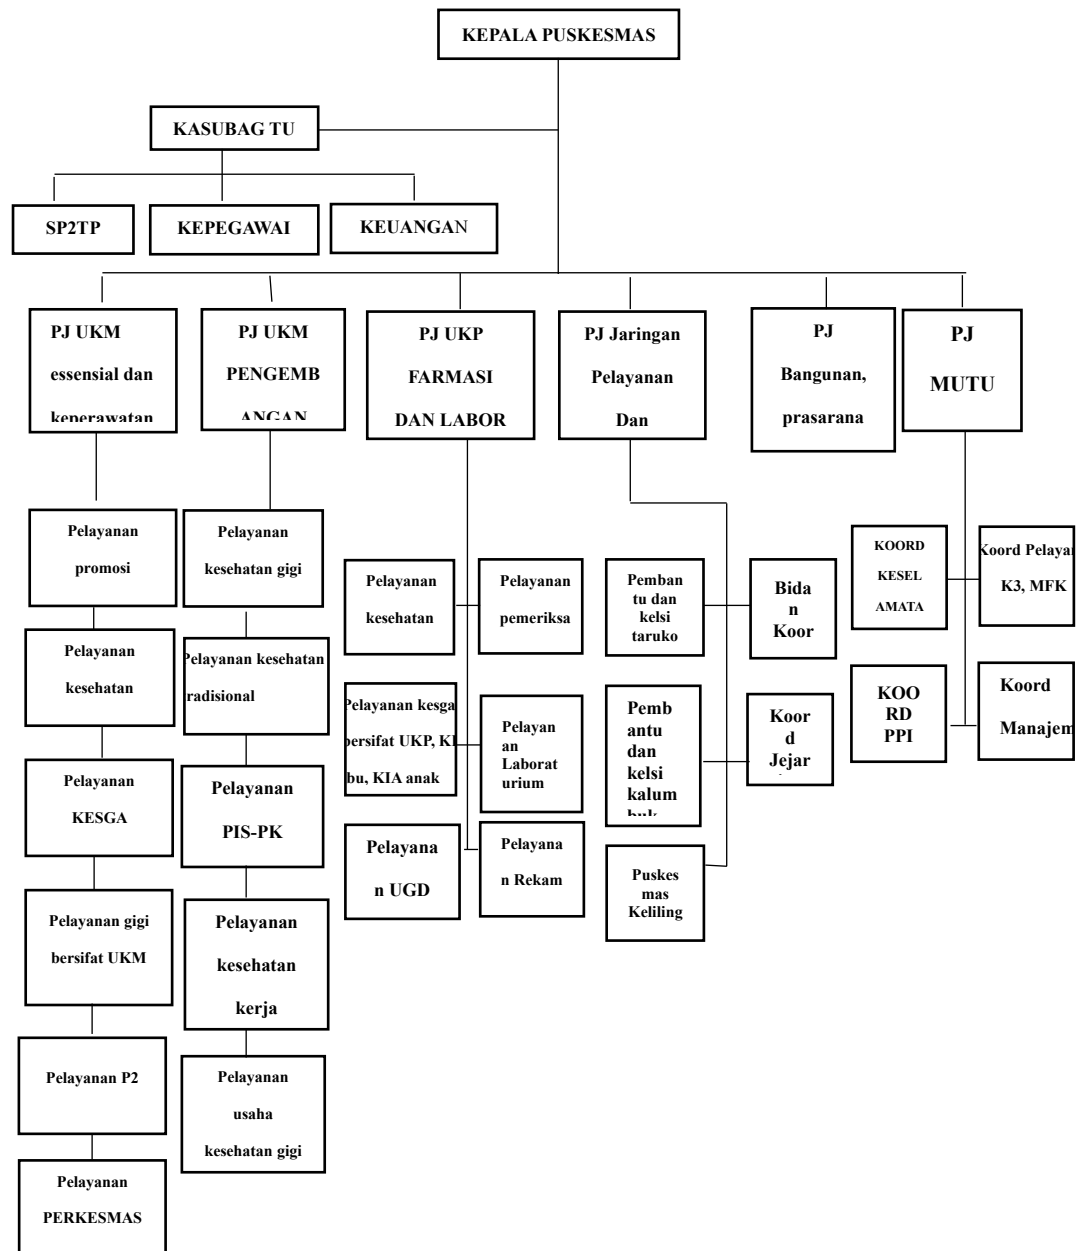 KEPALA PUSKESMAS
KASUBAG TU
SP2TP
KEPEGAWAI
KEUANGAN
PJ UKM
essensial dan
keperawatan
PJ UKM
PENGEMB
ANGAN
PJ UKP
FARMASI
DAN LABOR
PJ Jaringan
Pelayanan
Dan
PJ
Bangunan,
prasarana
PJ
MUTU
Pelayanan
promosi
Pelayanan
kesehatan
Pelayanan
KESGA
Pelayanan gigi
bersifat UKM
Pelayanan P2
Pelayanan
PERKESMAS
Pelayanan
kesehatan gigi
Pelayanan kesehatan
radisional
Pelayanan
PIS-PK
Pelayanan
kesehatan
kerja
Pelayanan
usaha
kesehatan gigi
Pelayanan
kesehatan
Pelayanan
pemeriksa
Pelayanan kesga
bersifat UKP, KI
bu, KIA anak
Pelayan
an Laborat
urium
Pelayana
n UGD
Pelayana
n Rekam
Pemban
tu dan
kelsi
taruko
Bida
n
Koor
Pemb
antu
dan
kelsi
kalum
buk
Koor
d
Jejar
Puskes
mas
Keliling
KOORD
KESEL
AMATA
Koord Pelayan
K3, MFK
KOO
RD
PPI
Koord
Manajem